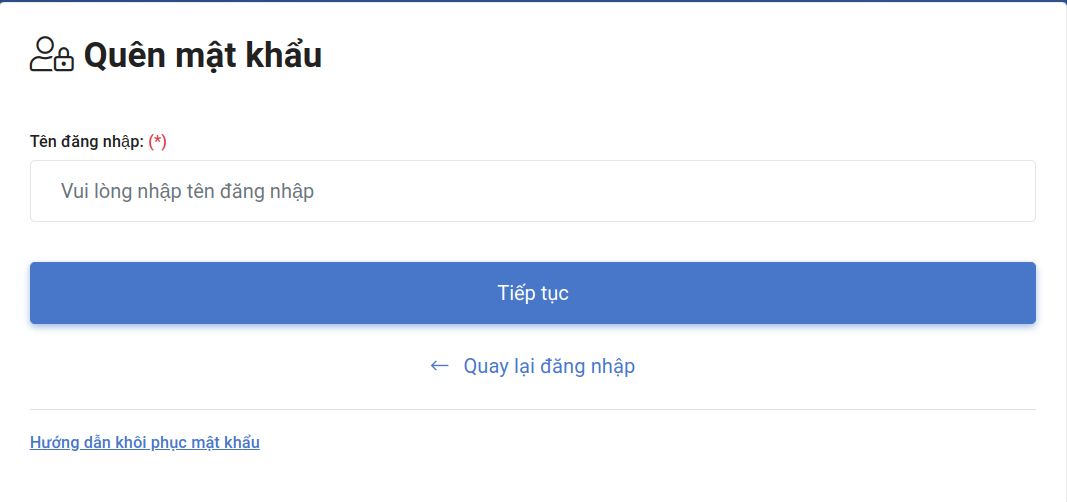 Quên mật khẩu
Tên đăng nhập: (*)
Vui lòng nhập tên đăng nhập
Tiếp tục
← Quay lại đăng nhập
Hướng dẫn khôi phục mật khẩu